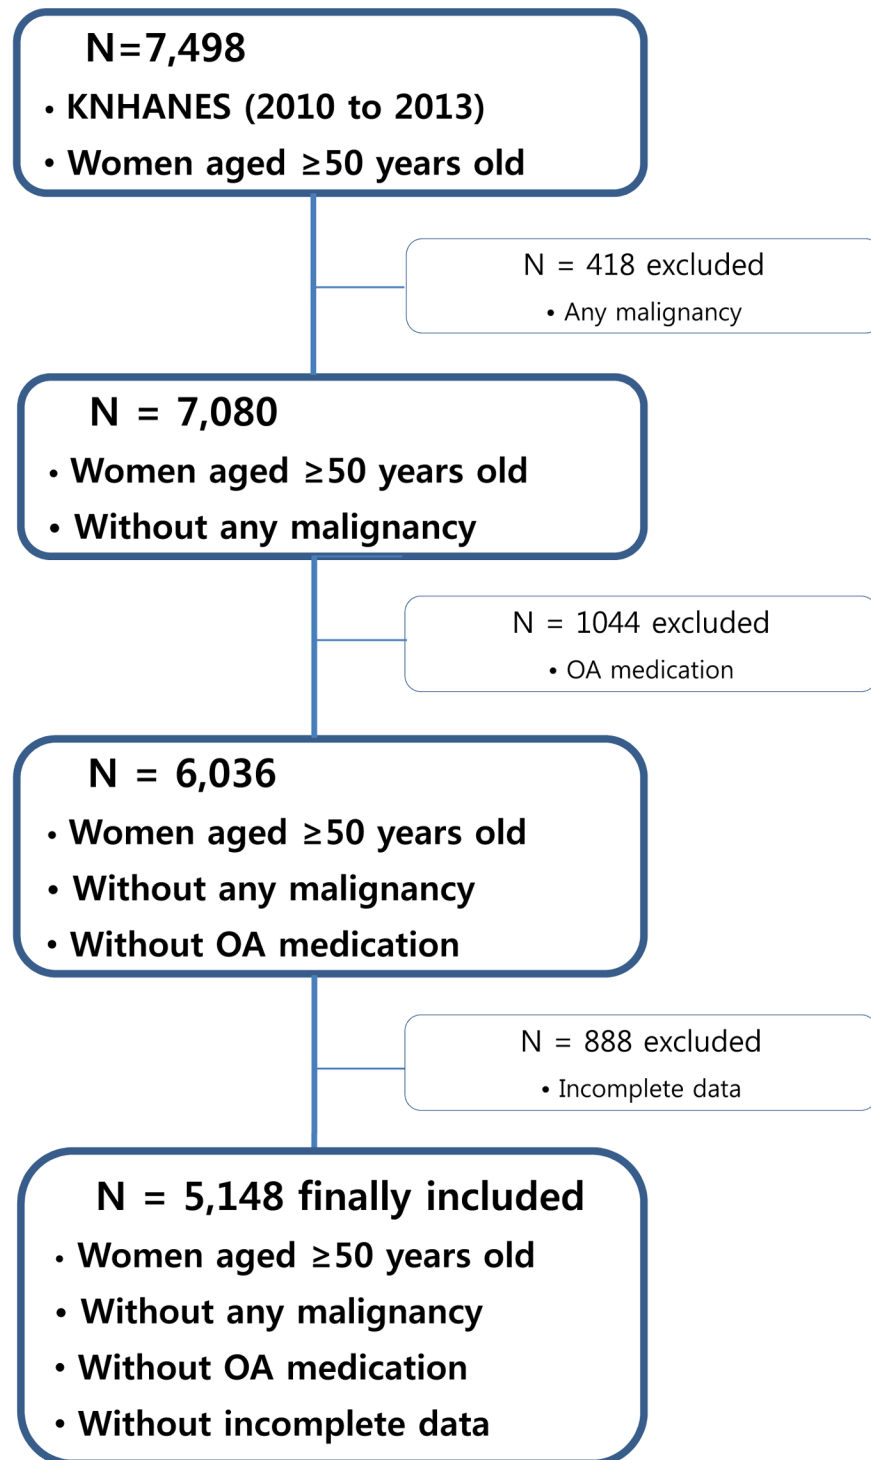 N=7,498
• KNHANES (2010 to 2013)
• Women aged ≥50 years old
N = 418 excluded
• Any malignancy
N = 7,080
• Women aged ≥50 years old
• Without any malignancy
N = 1044 excluded
• OA medication
N = 6,036
• Women aged ≥50 years old
• Without any malignancy
• Without OA medication
N = 888 excluded
• Incomplete data
N = 5,148 finally included
• Women aged ≥50 years old
• Without any malignancy
• Without OA medication
• Without incomplete data